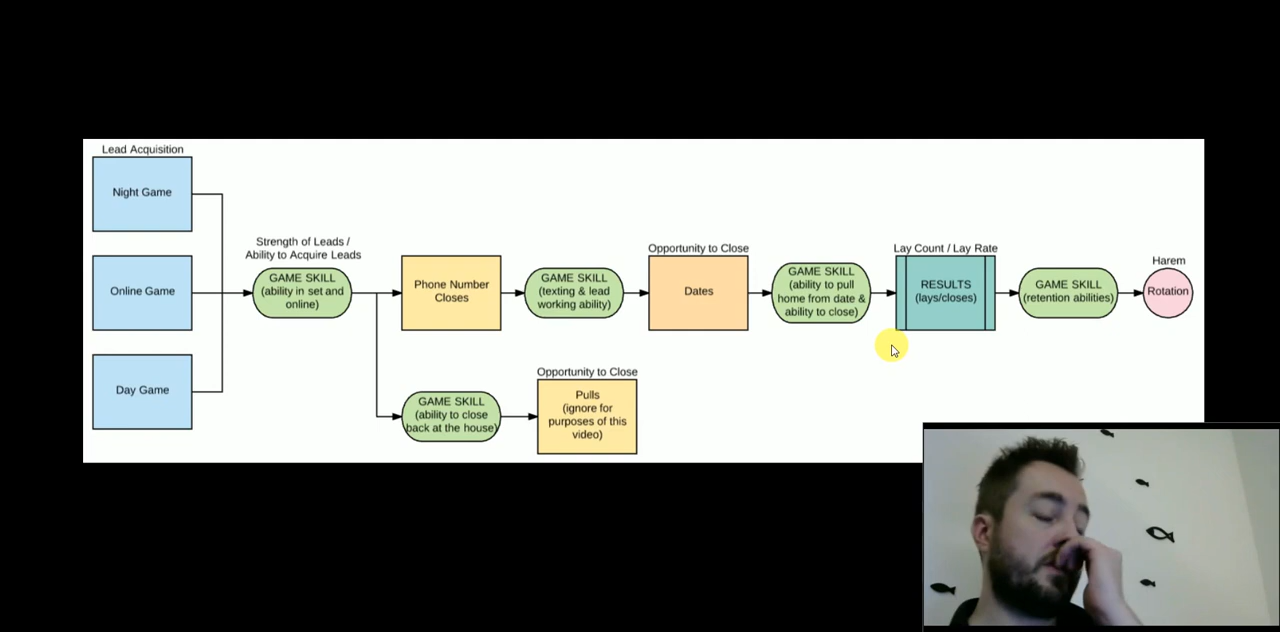 Lead Acquisition
Night Game
Online Game
Day Game
Strength of Leads /
Ability to Acquire Leads
GAME SKILL
(ability in set and
online)
Phone Number
Closes
GAME SKILL
(texting & lead
working ability)
Opportunity to Close
Dates
GAME SKILL
(ability to pull
home from date &
ability to close)
Lay Count / Lay Rate
RESULTS
(lays/closes)
GAME SKILL
(retention abilities)
Harem
Rotation
GAME SKILL
(ability to close
back at the house)
Opportunity to Close
Pulls
(ignore for
purposes of this
video)